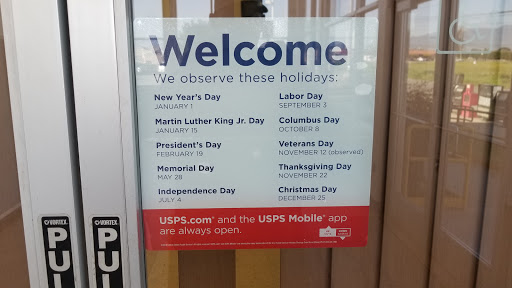 Welcome
We observe these holidays:
New Year's Day
JANUARY 1
Martin Luther King Jr. Day
JANUARY 15
President's Day
FEBRUARY 19
Memorial Day
MAY 28
Independence Day
JULY 4
Labor Day
SEPTEMBER 3
Columbus Day
OCTOBER 8
Veterans Day
NOVEMBER 12 (observed)
Thanksgiving Day
NOVEMBER 22
Christmas Day
DECEMBER 25
USPS.com® and the USPS Mobile® app
are always open.
VORTEX
PU
VORTEX
PUL